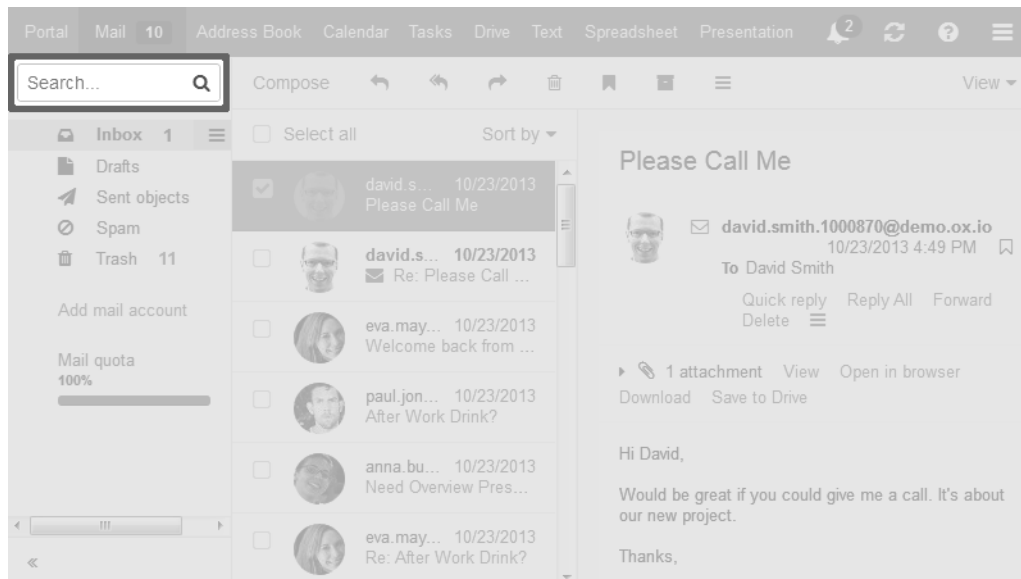 Portal Mail 10 Address Book Calendar Tasks Drive Text Spreadsheet Presentation 2
Search...
Compose View
Inbox 1
Drafts
Sent objects
Spam
Trash 11
Add mail account
Mail quota
100%
Select all Sort by
david.s... 10/23/2013
Please Call Me
david.s... 10/23/2013
Re: Please Call ...
eva.may... 10/23/2013
Welcome back from ...
paul.jon... 10/23/2013
After Work Drink?
anna.bu... 10/23/2013
Need Overview Pres...
eva.may... 10/23/2013
Re: After Work Drink?
Please Call Me
david.smith.1000870@demo.ox.io
10/23/2013 4:49 PM
To David Smith
Quick reply Reply All Forward
Delete
1 attachment View Open in browser
Download Save to Drive
Hi David,
Would be great if you could give me a call. It's about
our new project.
Thanks,